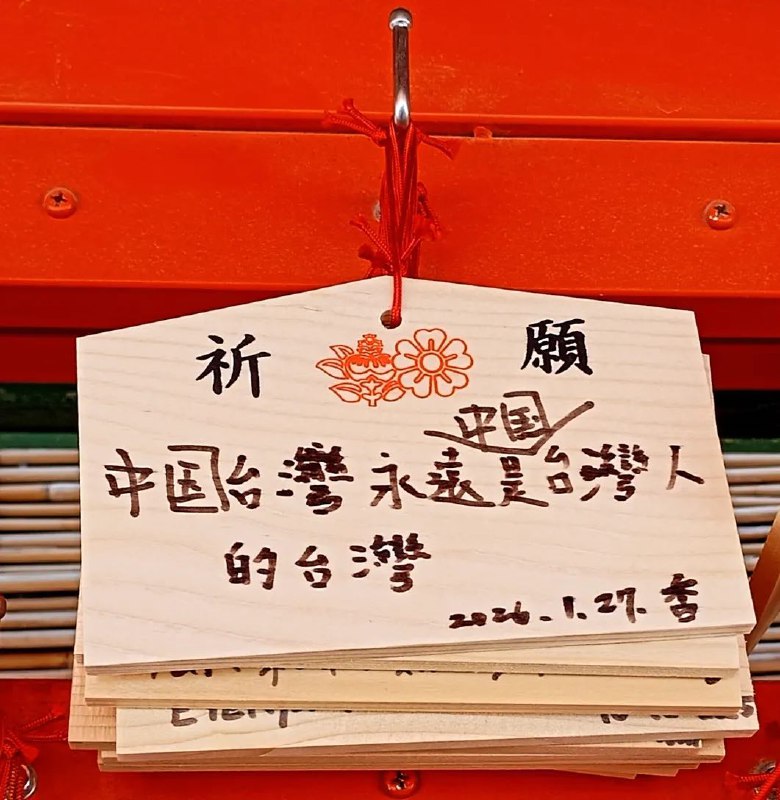 祈 願
中国
中国台灣永遠是台灣人
的台灣
2026.1.27. 香